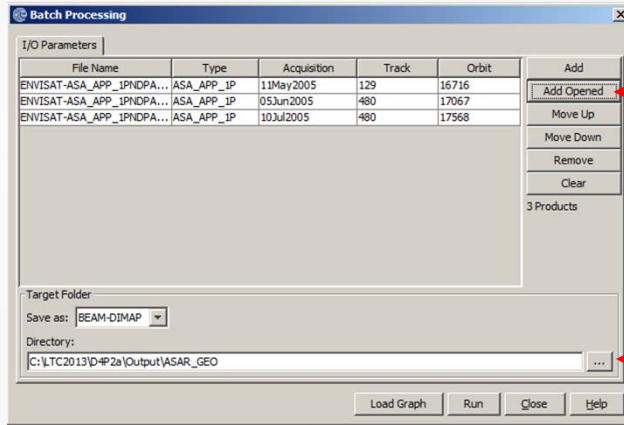 Batch Processing
I/O Parameters
File Name Type Acquisition Track Orbit
ENVISAT-ASA_APP_1PNDPA... ASA_APP_1P 11May2005 129 16716
ENVISAT-ASA_APP_1PNDPA... ASA_APP_1P 05Jun2005 480 17067
ENVISAT-ASA_APP_1PNDPA... ASA_APP_1P 10Jul2005 480 17568
Add
Add Opened
Move Up
Move Down
Remove
Clear
3 Products
Target Folder
Save as: BEAM-DIMAP
Directory:
C:\LTC2013\D4P2a\Output\ASAR_GEO ...
Load Graph Run Close Help